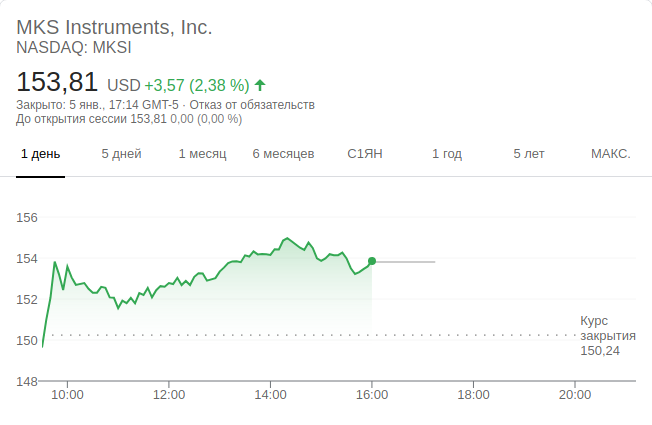 MKS Instruments, Inc.
NASDAQ: MKSI
153,81 USD +3,57 (2,38 %)
Закрыто: 5 янв., 17:14 GMT-5 · Отказ от обязательств
До открытия сессии 153,81 0,00 (0,00 %)
1 день 5 дней 1 месяц 6 месяцев С1ЯН 1 год 5 лет МАКС.
156
154
152
Курс
закрытия
150
150,24
148
10:00 12:00 14:00 16:00 18:00 20:00